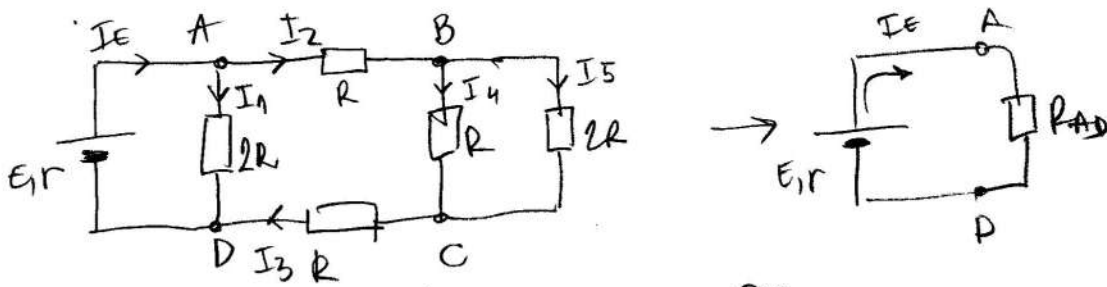 IE A I2 B IE A
I1 R I4 I5
2R R 2R → RAD
E,r E,r
D I3 R C D